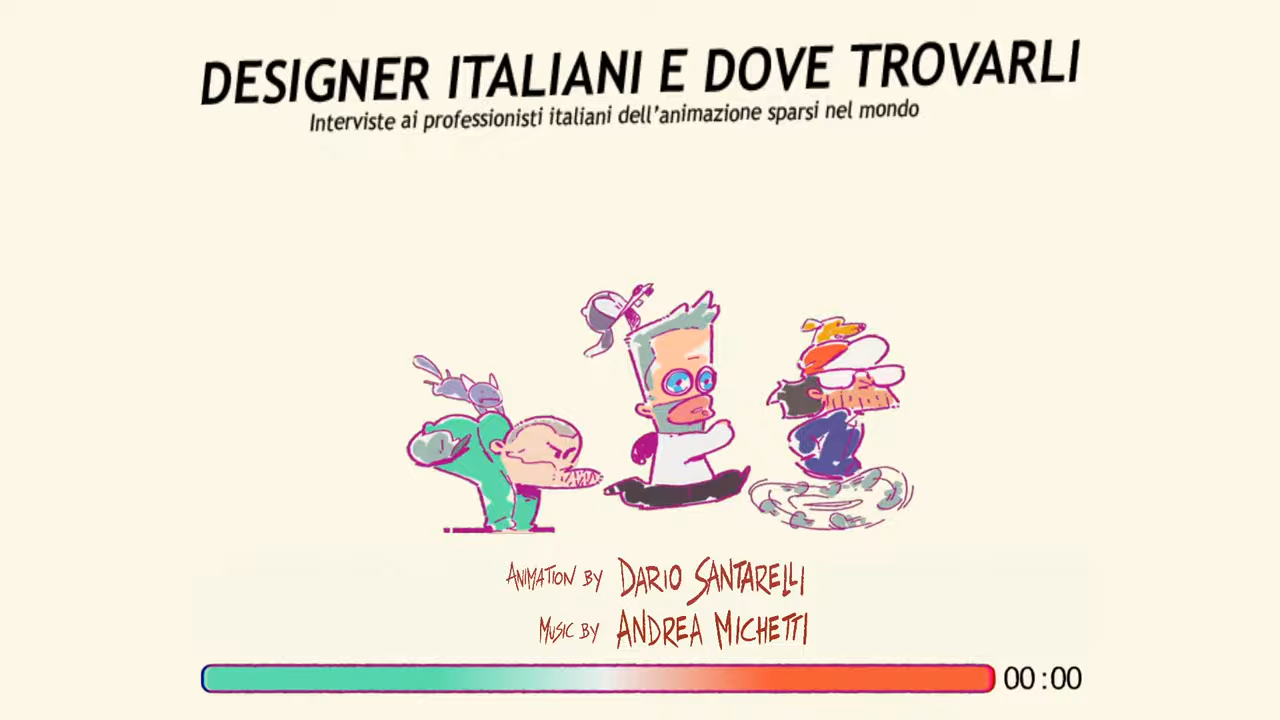 DESIGNER ITALIANI E DOVE TROVARLI
Interviste ai professionisti italiani dell'animazione sparsi nel mondo
ANIMATION BY DARIO SANTARELLI
MUSIC BY ANDREA MICHETTI
00:00